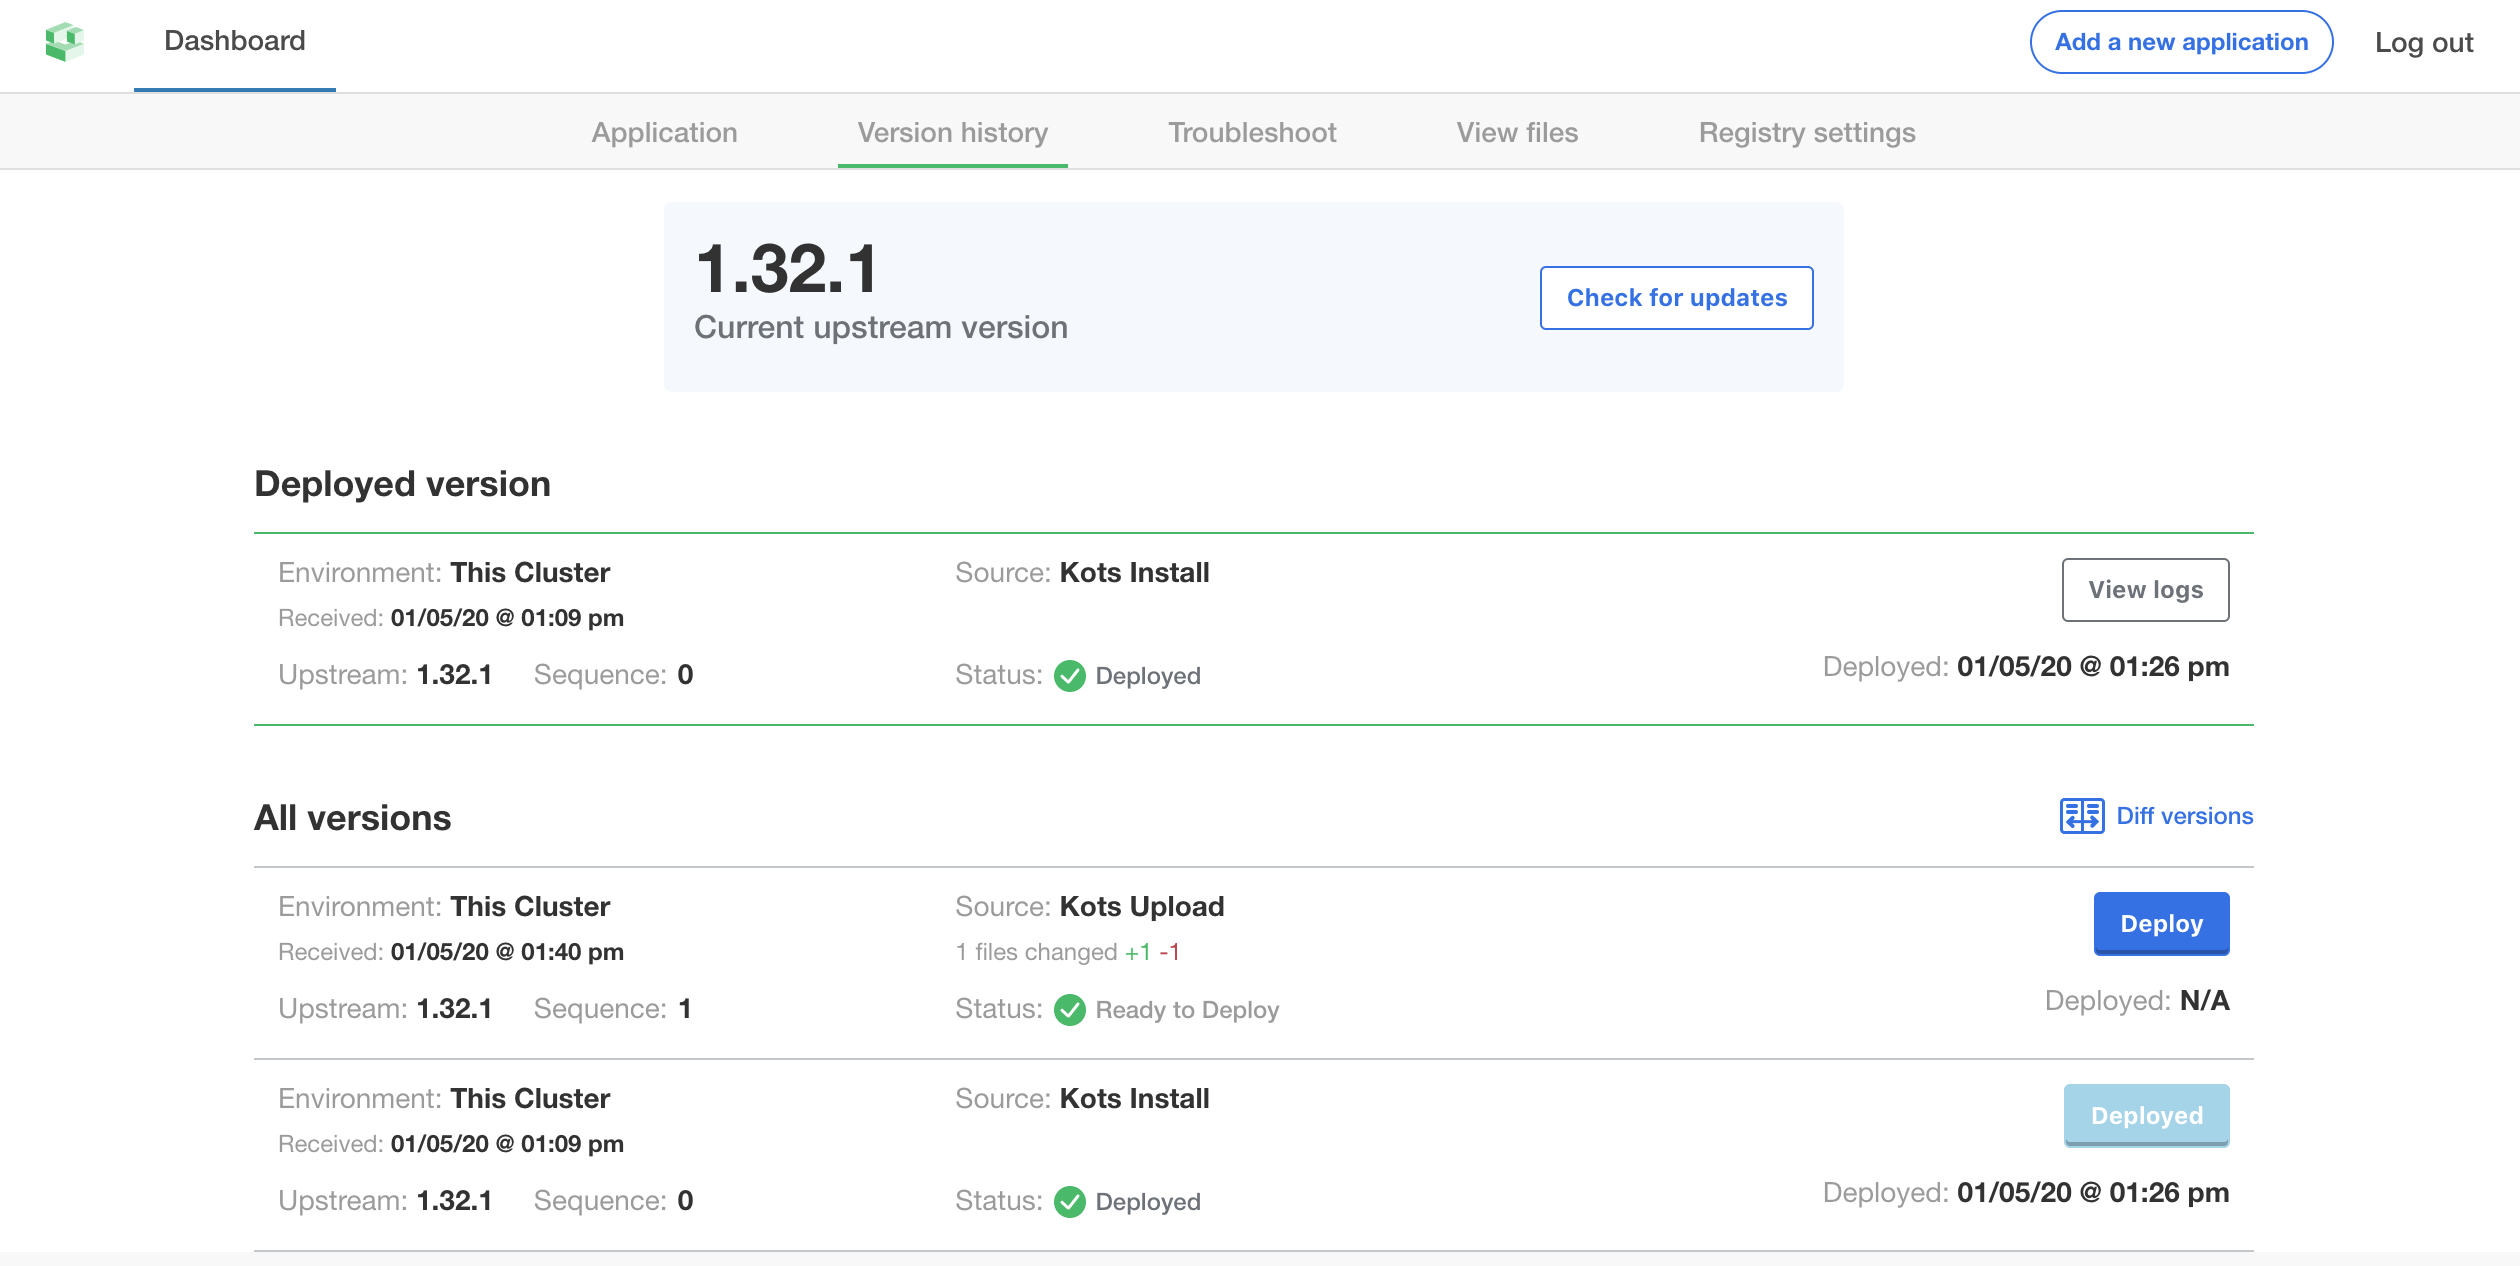 Dashboard
Add a new application
Log out
Application
Version history
Troubleshoot
View files
Registry settings
1.32.1
Current upstream version
Check for updates
Deployed version
Environment: This Cluster
Source: Kots Install
View logs
Received: 01/05/20 @ 01:09 pm
Upstream: 1.32.1 Sequence: 0
Status: Deployed
Deployed: 01/05/20 @ 01:26 pm
All versions
Diff versions
Environment: This Cluster
Source: Kots Upload
Deploy
Received: 01/05/20 @ 01:40 pm
1 files changed +1 -1
Upstream: 1.32.1 Sequence: 1
Status: Ready to Deploy
Deployed: N/A
Environment: This Cluster
Source: Kots Install
Deployed
Received: 01/05/20 @ 01:09 pm
Upstream: 1.32.1 Sequence: 0
Status: Deployed
Deployed: 01/05/20 @ 01:26 pm